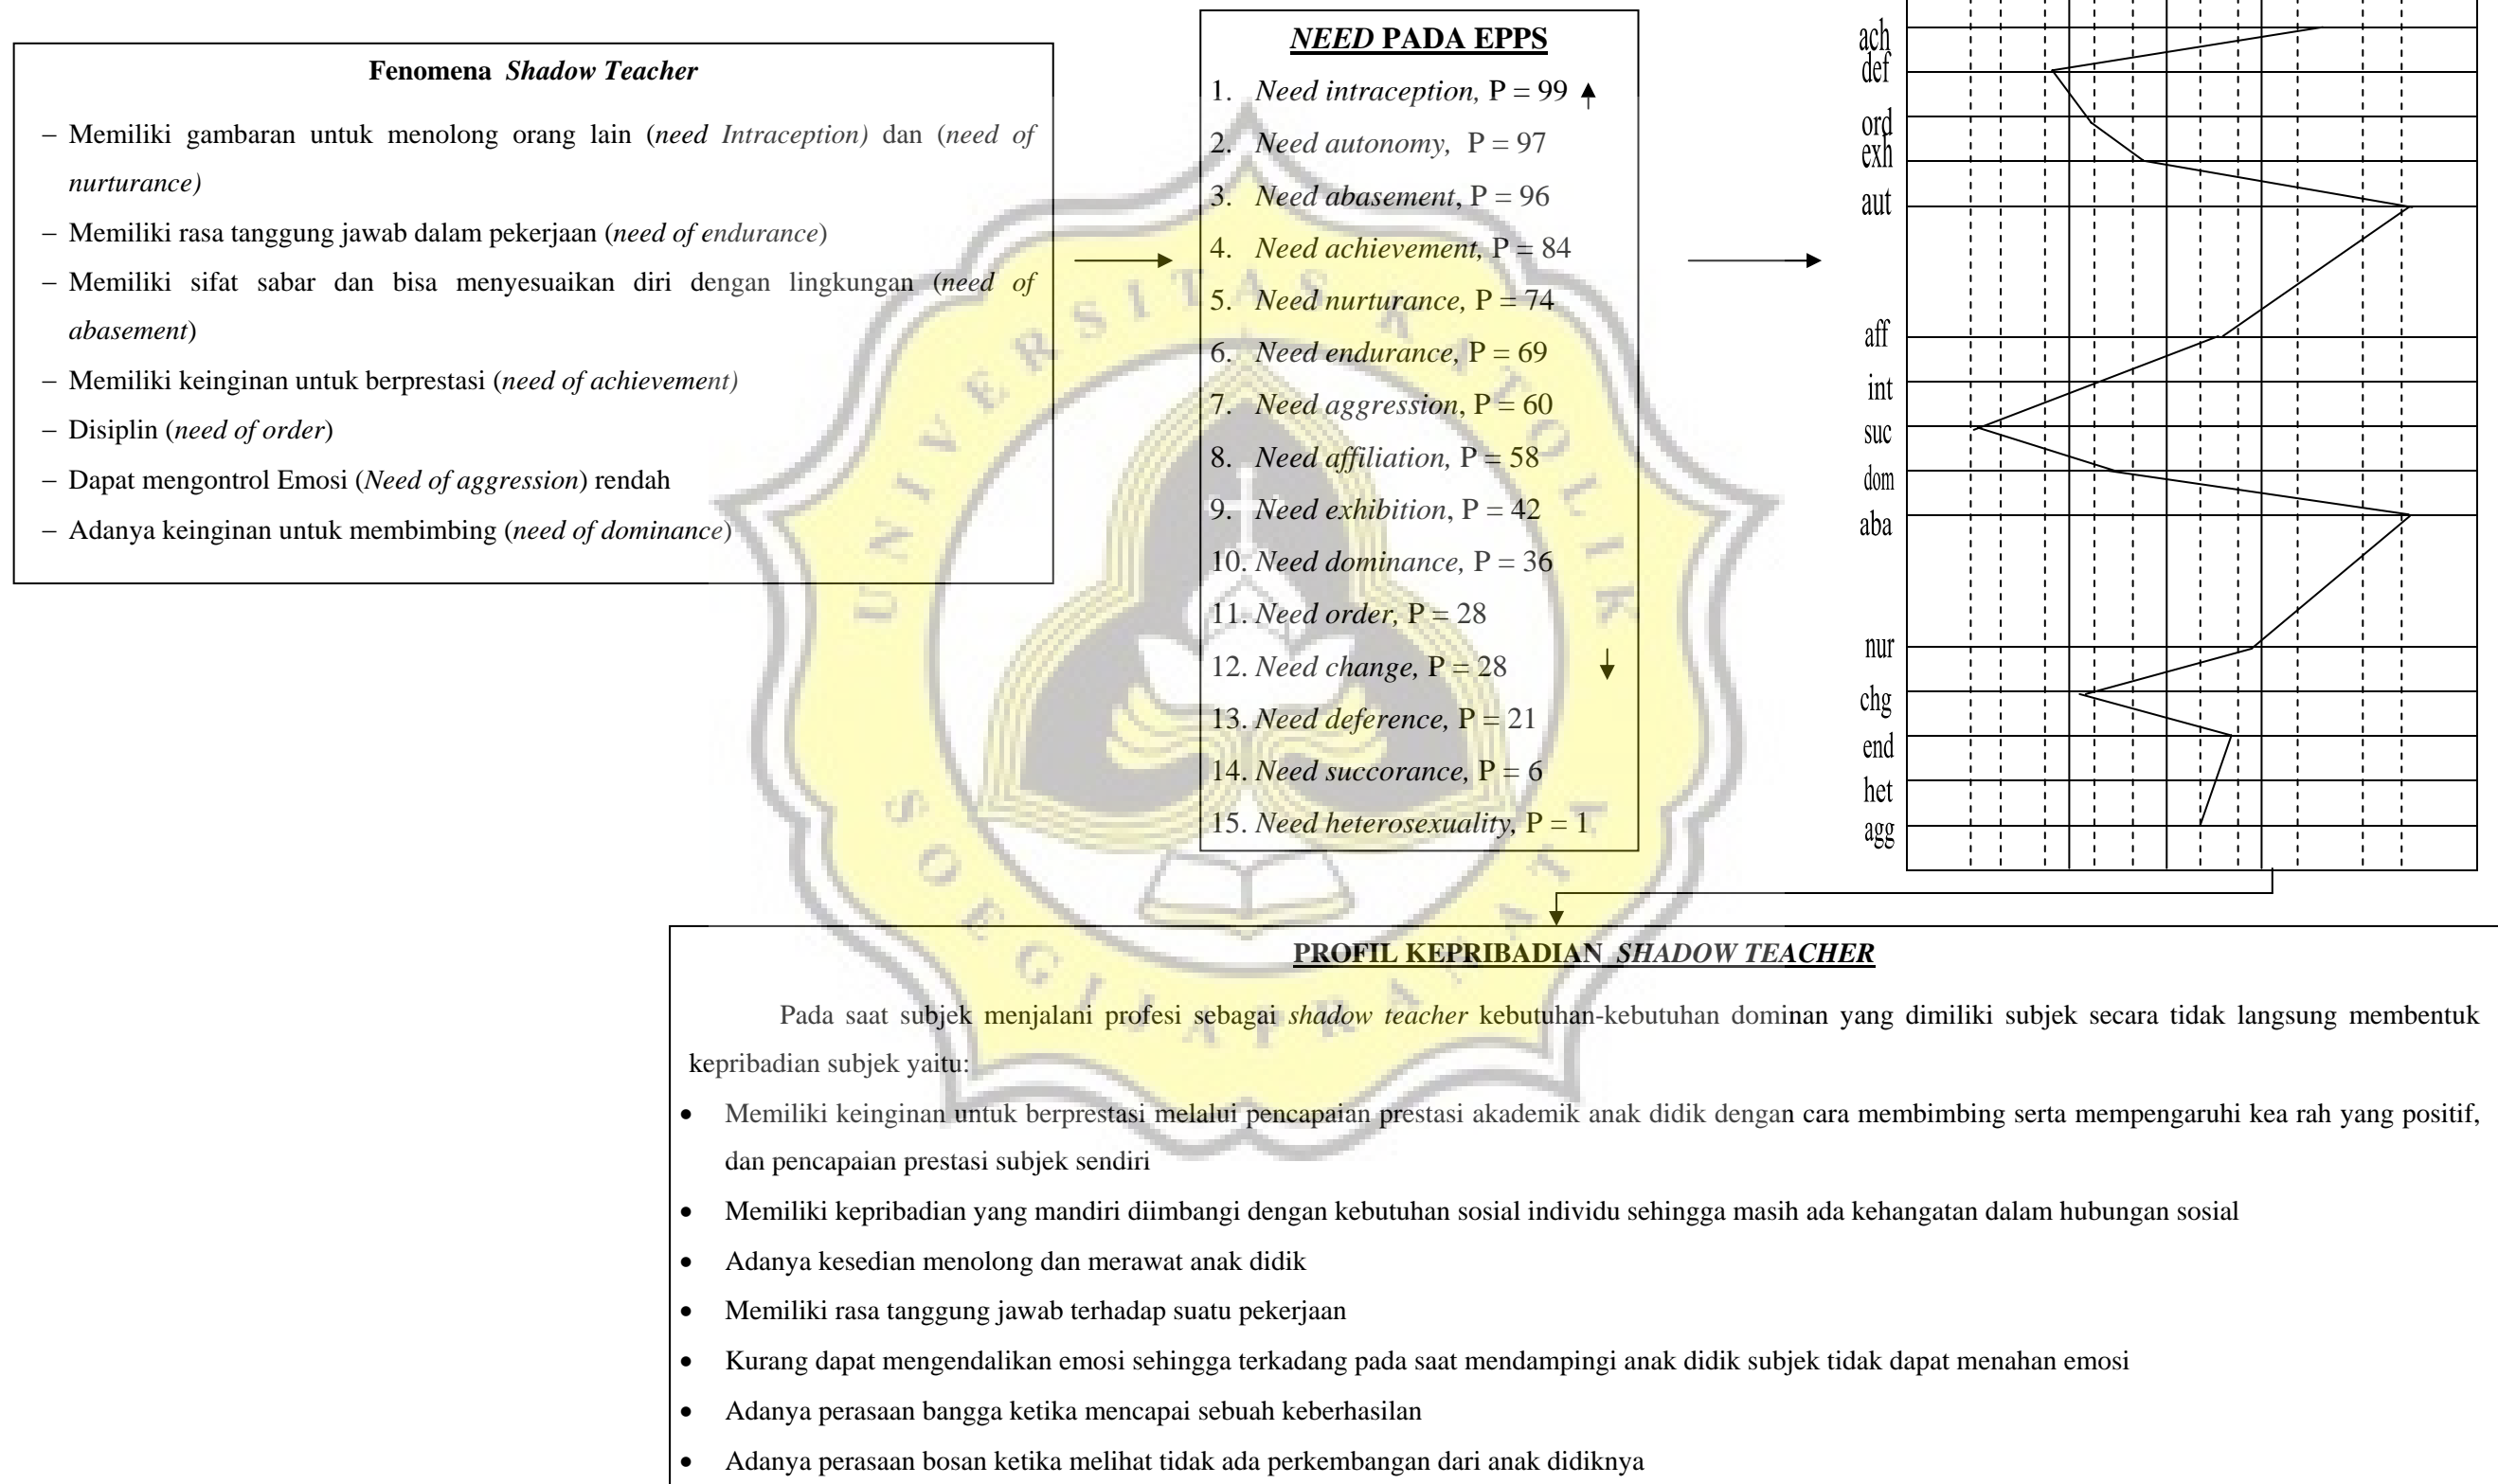 Fenomena Shadow Teacher
– Memiliki gambaran untuk menolong orang lain (need Intraception) dan (need of
nurturance)
– Memiliki rasa tanggung jawab dalam pekerjaan (need of endurance)
– Memiliki sifat sabar dan bisa menyesuaikan diri dengan lingkungan (need of
abasement)
– Memiliki keinginan untuk berprestasi (need of achievement)
– Disiplin (need of order)
– Dapat mengontrol Emosi (Need of aggression) rendah
– Adanya keinginan untuk membimbing (need of dominance)
NEED PADA EPPS
1. Need intraception, P = 99
2. Need autonomy, P = 97
3. Need abasement, P = 96
4. Need achievement, P = 84
5. Need nurturance, P = 74
6. Need endurance, P = 69
7. Need aggression, P = 60
8. Need affiliation, P = 58
9. Need exhibition, P = 42
10. Need dominance, P = 36
11. Need order, P = 28
12. Need change, P = 28
13. Need deference, P = 21
14. Need succorance, P = 6
15. Need heterosexuality, P = 1
ach
def
ord
exh
aut
aff
int
suc
dom
aba
nur
chg
end
het
agg
UNIVERSITAS KATOLIK
SOEGIJAPRANATA
PROFIL KEPRIBADIAN SHADOW TEACHER
Pada saat subjek menjalani profesi sebagai shadow teacher kebutuhan-kebutuhan dominan yang dimiliki subjek secara tidak langsung membentuk
kepribadian subjek yaitu:
• Memiliki keinginan untuk berprestasi melalui pencapaian prestasi akademik anak didik dengan cara membimbing serta mempengaruhi kea rah yang positif,
dan pencapaian prestasi subjek sendiri
• Memiliki kepribadian yang mandiri diimbangi dengan kebutuhan sosial individu sehingga masih ada kehangatan dalam hubungan sosial
• Adanya kesedian menolong dan merawat anak didik
• Memiliki rasa tanggung jawab terhadap suatu pekerjaan
• Kurang dapat mengendalikan emosi sehingga terkadang pada saat mendampingi anak didik subjek tidak dapat menahan emosi
• Adanya perasaan bangga ketika mencapai sebuah keberhasilan
• Adanya perasaan bosan ketika melihat tidak ada perkembangan dari anak didiknya